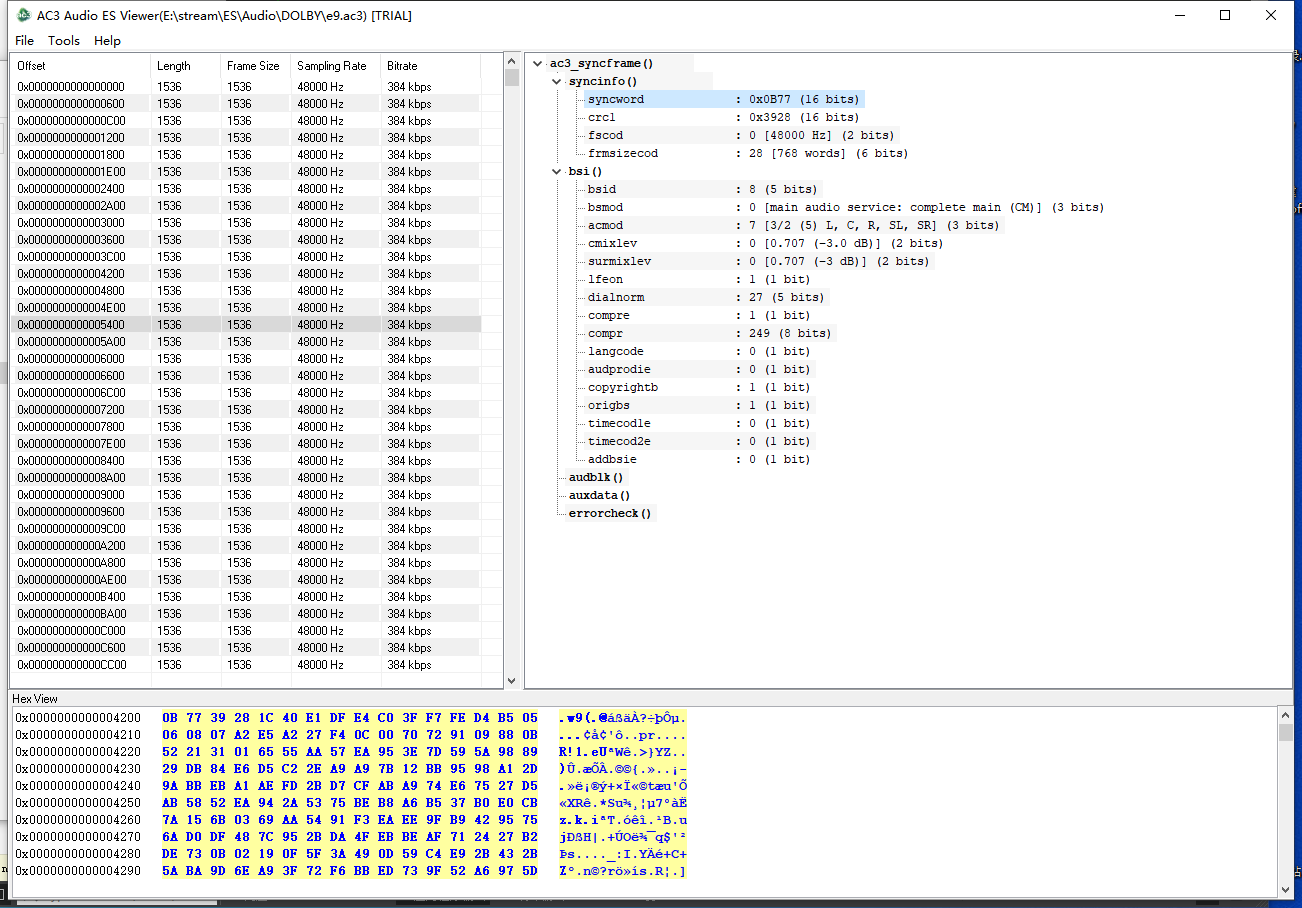 AC3 Audio ES Viewer(E:\stream\ES\Audio\DOLBY\e9.ac3) [TRIAL]
File Tools Help
Offset Length Frame Size Sampling Rate Bitrate
0x0000000000000000 1536 1536 48000 Hz 384 kbps
0x0000000000000600 1536 1536 48000 Hz 384 kbps
0x0000000000000C00 1536 1536 48000 Hz 384 kbps
0x0000000000001200 1536 1536 48000 Hz 384 kbps
0x0000000000001800 1536 1536 48000 Hz 384 kbps
0x0000000000001E00 1536 1536 48000 Hz 384 kbps
0x0000000000002400 1536 1536 48000 Hz 384 kbps
0x0000000000002A00 1536 1536 48000 Hz 384 kbps
0x0000000000003000 1536 1536 48000 Hz 384 kbps
0x0000000000003600 1536 1536 48000 Hz 384 kbps
0x0000000000003C00 1536 1536 48000 Hz 384 kbps
0x0000000000004200 1536 1536 48000 Hz 384 kbps
0x0000000000004800 1536 1536 48000 Hz 384 kbps
0x0000000000004E00 1536 1536 48000 Hz 384 kbps
0x0000000000005400 1536 1536 48000 Hz 384 kbps
0x0000000000005A00 1536 1536 48000 Hz 384 kbps
0x0000000000006000 1536 1536 48000 Hz 384 kbps
0x0000000000006600 1536 1536 48000 Hz 384 kbps
0x0000000000006C00 1536 1536 48000 Hz 384 kbps
0x0000000000007200 1536 1536 48000 Hz 384 kbps
0x0000000000007800 1536 1536 48000 Hz 384 kbps
0x0000000000007E00 1536 1536 48000 Hz 384 kbps
0x0000000000008400 1536 1536 48000 Hz 384 kbps
0x0000000000008A00 1536 1536 48000 Hz 384 kbps
0x0000000000009000 1536 1536 48000 Hz 384 kbps
0x0000000000009600 1536 1536 48000 Hz 384 kbps
0x0000000000009C00 1536 1536 48000 Hz 384 kbps
0x000000000000A200 1536 1536 48000 Hz 384 kbps
0x000000000000A800 1536 1536 48000 Hz 384 kbps
0x000000000000AE00 1536 1536 48000 Hz 384 kbps
0x000000000000B400 1536 1536 48000 Hz 384 kbps
0x000000000000BA00 1536 1536 48000 Hz 384 kbps
0x000000000000C000 1536 1536 48000 Hz 384 kbps
0x000000000000C600 1536 1536 48000 Hz 384 kbps
0x000000000000CC00 1536 1536 48000 Hz 384 kbps
ac3_syncframe()
syncinfo()
syncword : 0x0B77 (16 bits)
crc1 : 0x3928 (16 bits)
fscod : 0 [48000 Hz] (2 bits)
frmsizecod : 28 [768 words] (6 bits)
bsi()
bsid : 8 (5 bits)
bsmod : 0 [main audio service: complete main (CM)] (3 bits)
acmod : 7 [3/2 (5) L, C, R, SL, SR] (3 bits)
cmixlev : 0 [0.707 (-3.0 dB)] (2 bits)
surmixlev : 0 [0.707 (-3 dB)] (2 bits)
lfeon : 1 (1 bit)
dialnorm : 27 (5 bits)
compre : 1 (1 bit)
compr : 249 (8 bits)
langcode : 0 (1 bit)
audprodie : 0 (1 bit)
copyrightb : 1 (1 bit)
origbs : 1 (1 bit)
timecod1e : 0 (1 bit)
timecod2e : 0 (1 bit)
addbsie : 0 (1 bit)
audblk()
auxdata()
errorcheck()
Hex View
0x0000000000004200 0B 77 39 28 1C 40 E1 DF E4 C0 3F F7 FE D4 B5 05 .w9(.@áßäÀ?÷þÔµ.
0x0000000000004210 06 08 07 A2 E5 A2 27 F4 0C 00 70 72 91 09 88 0B ...¢å¢'ô..pr....
0x0000000000004220 52 21 31 01 65 55 AA 57 EA 95 3E 7D 59 5A 98 89 R!1.eUªWê.>}YZ..
0x0000000000004230 29 DB 84 E6 D5 C2 2E A9 A9 7B 12 BB 95 98 A1 2D )Û.æÕÂ.©©{.»..¡-
0x0000000000004240 9A BB EB A1 AE FD 2B D7 CF AB A9 74 E6 75 27 D5 .»ë¡®ý+×Ï«©tæu'Õ
0x0000000000004250 AB 58 52 EA 94 2A 53 75 BE B8 A6 B5 37 B0 E0 CB «XRê.*Su¾¸¦µ7°àË
0x0000000000004260 7A 15 6B 03 69 AA 54 91 F3 EA EE 9F B9 42 95 75 z.k.iªT.óêî.¹B.u
0x0000000000004270 6A D0 DF 48 7C 95 2B DA 4F EB BE AF 71 24 27 B2 jÐßH|.+ÚOë¾¯q$'²
0x0000000000004280 DE 73 0B 02 19 0F 5F 3A 49 0D 59 C4 E9 2B 43 2B Þs...._:I.YÄé+C+
0x0000000000004290 5A BA 9D 6E A9 3F 72 F6 BB ED 73 9F 52 A6 97 5D Zº.n©?rö»ís.R¦.]